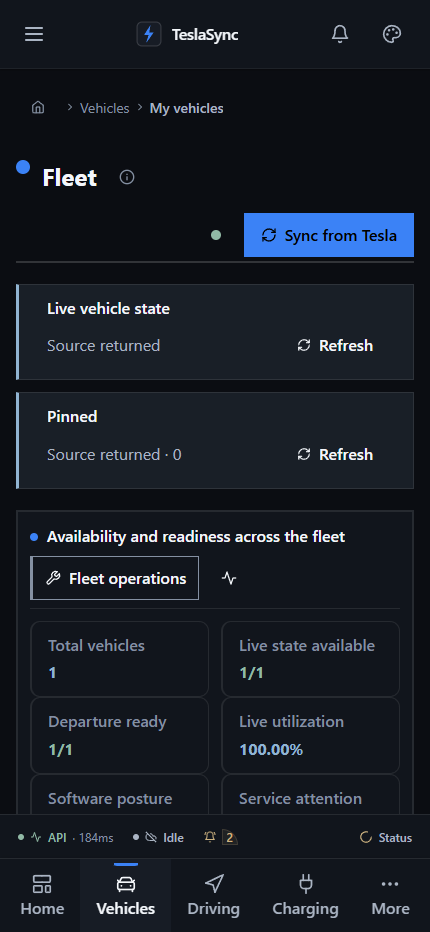 TeslaSync
Vehicles My vehicles
Fleet
Sync from Tesla
Live vehicle state
Source returned Refresh
Pinned
Source returned · 0 Refresh
Availability and readiness across the fleet
Fleet operations
Total vehicles Live state available
1 1/1
Departure ready Live utilization
1/1 100.00%
Software posture Service attention
API · 184ms Idle 2 Status
Home Vehicles Driving Charging More